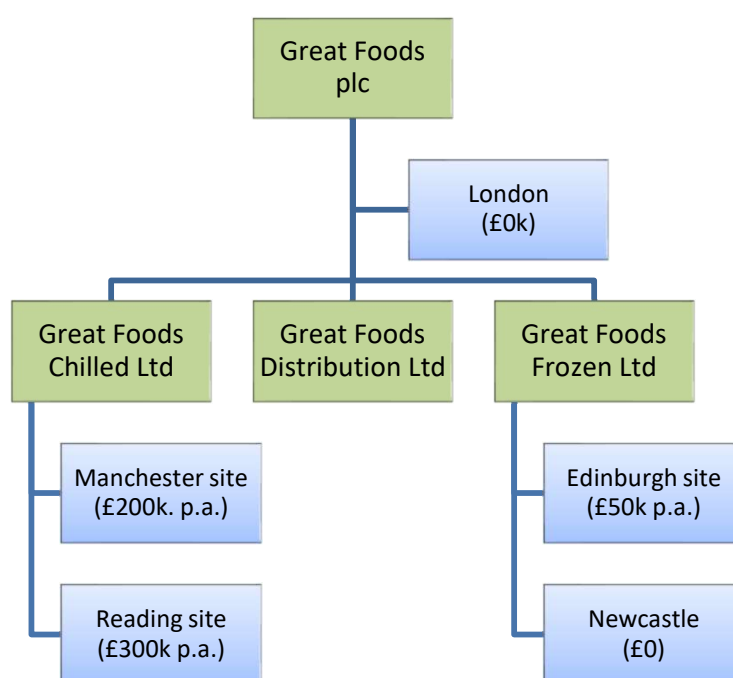 Great Foods
plc
London
(£0k)
Great Foods
Chilled Ltd
Great Foods
Distribution Ltd
Great Foods
Frozen Ltd
Manchester site
(£200k. p.a.)
Edinburgh site
(£50k p.a.)
Reading site
(£300k p.a.)
Newcastle
(£0)